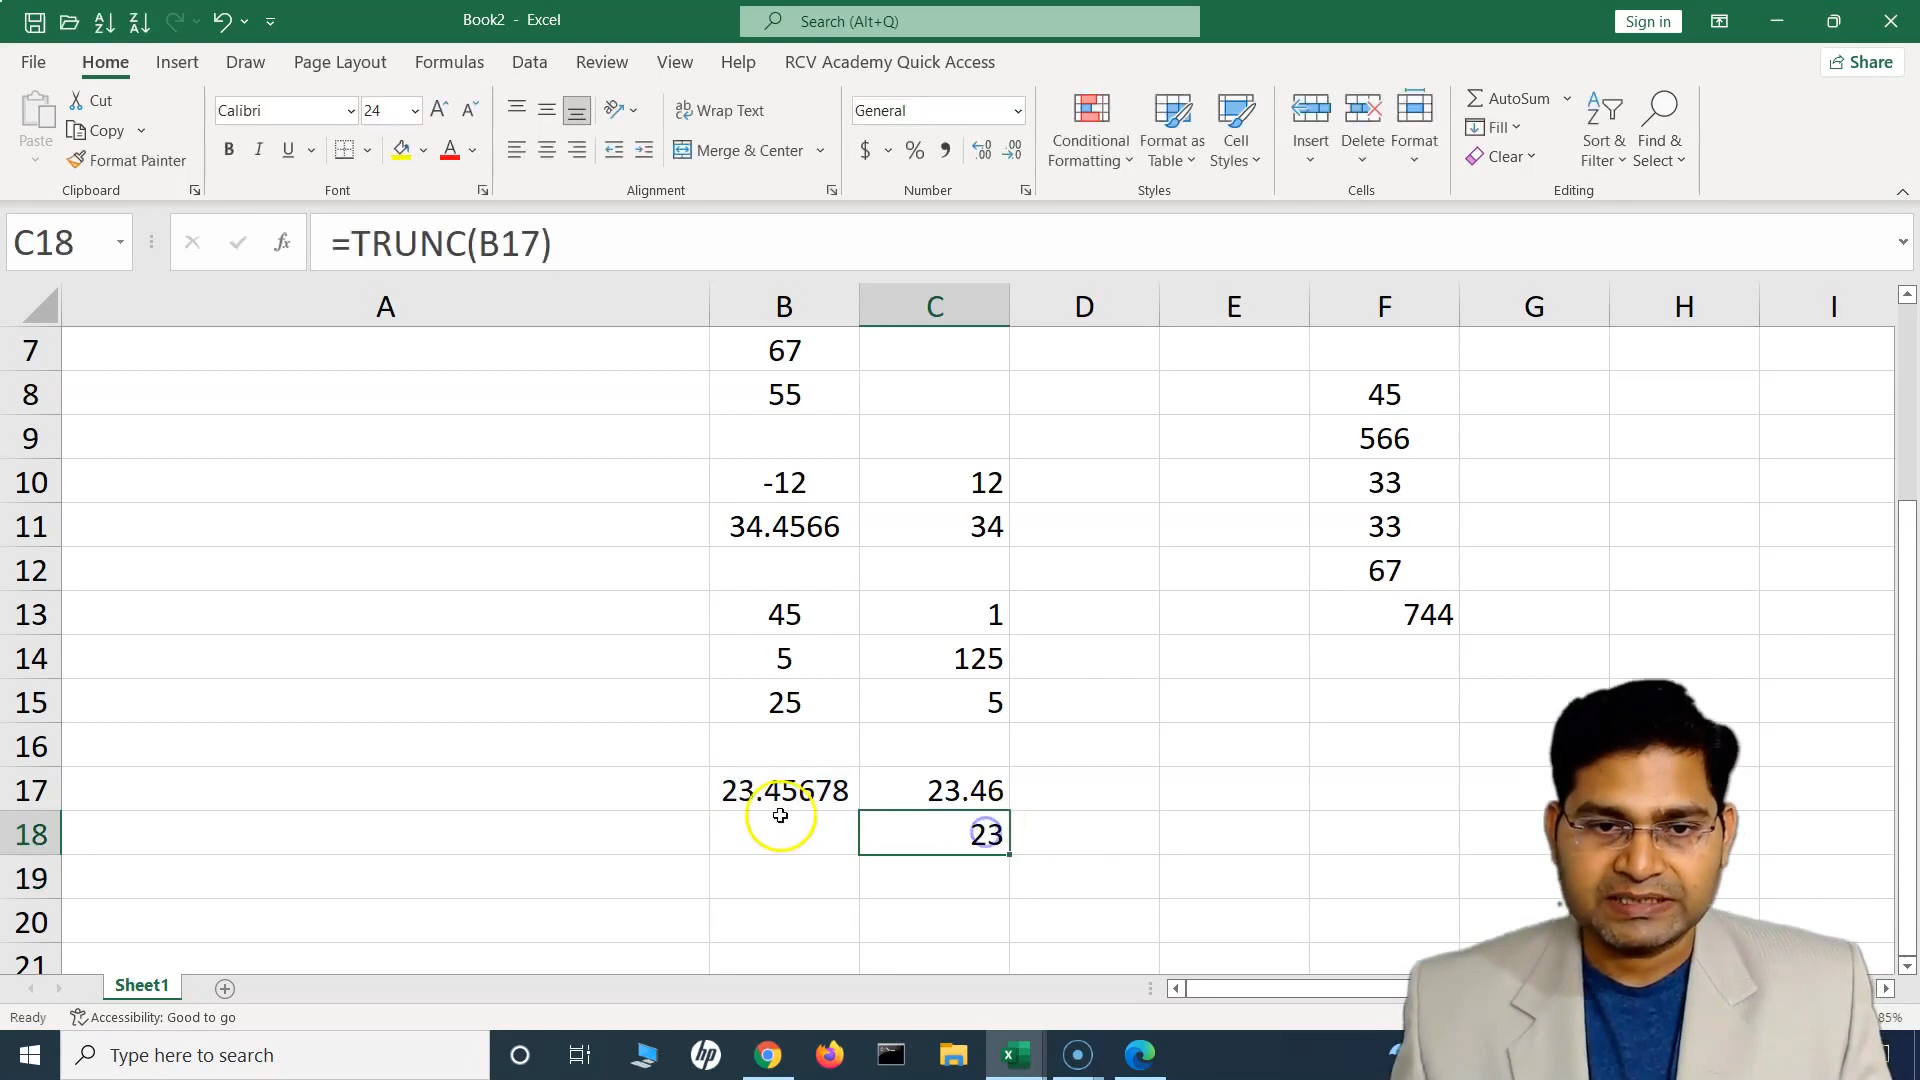 Book2 - Excel
Search (Alt+Q)
Sign in
File Home Insert Draw Page Layout Formulas Data Review View Help RCV Academy Quick Access
Share
Paste
Cut
Copy
Format Painter
Clipboard
Calibri 24
B I U
Font
Wrap Text
Merge & Center
Alignment
General
$ %
Number
Conditional Formatting
Format as Table
Cell Styles
Styles
Insert Delete Format
Cells
AutoSum
Fill
Clear
Sort & Filter
Find & Select
Editing
C18 fx =TRUNC(B17)
A B C D E F G H I
7 67
8 55 45
9 566
10 -12 12 33
11 34.4566 34 33
12 67
13 45 1 744
14 5 125
15 25 5
16
17 23.45678 23.46
18 23
19
20
21
Sheet1
Ready Accessibility: Good to go
85%
Type here to search
hp